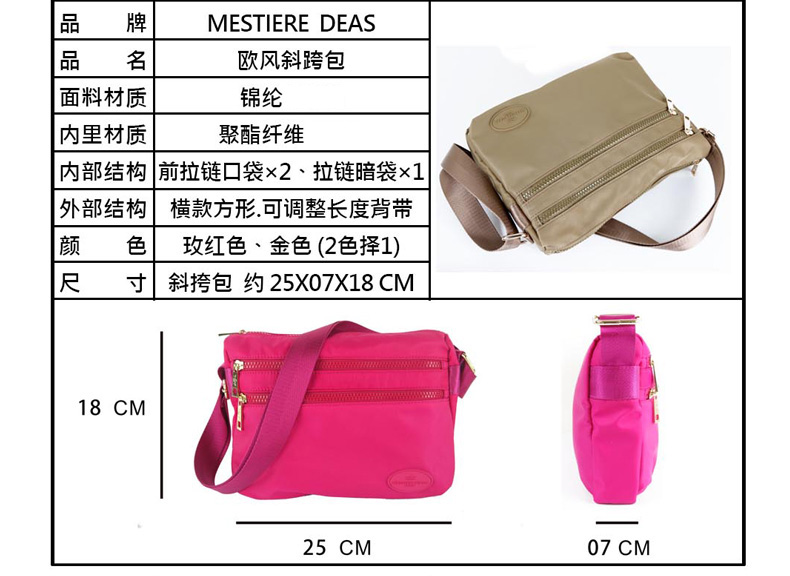 品 牌 MESTIERE DEAS
品 名 欧风斜跨包
面料材质 锦纶
内里材质 聚酯纤维
内部结构 前拉链口袋×2、拉链暗袋×1
外部结构 横款方形.可调整长度背带
颜 色 玫红色、金色 (2色择1)
尺 寸 斜挎包 约 25X07X18 CM
18 CM
25 CM
07 CM